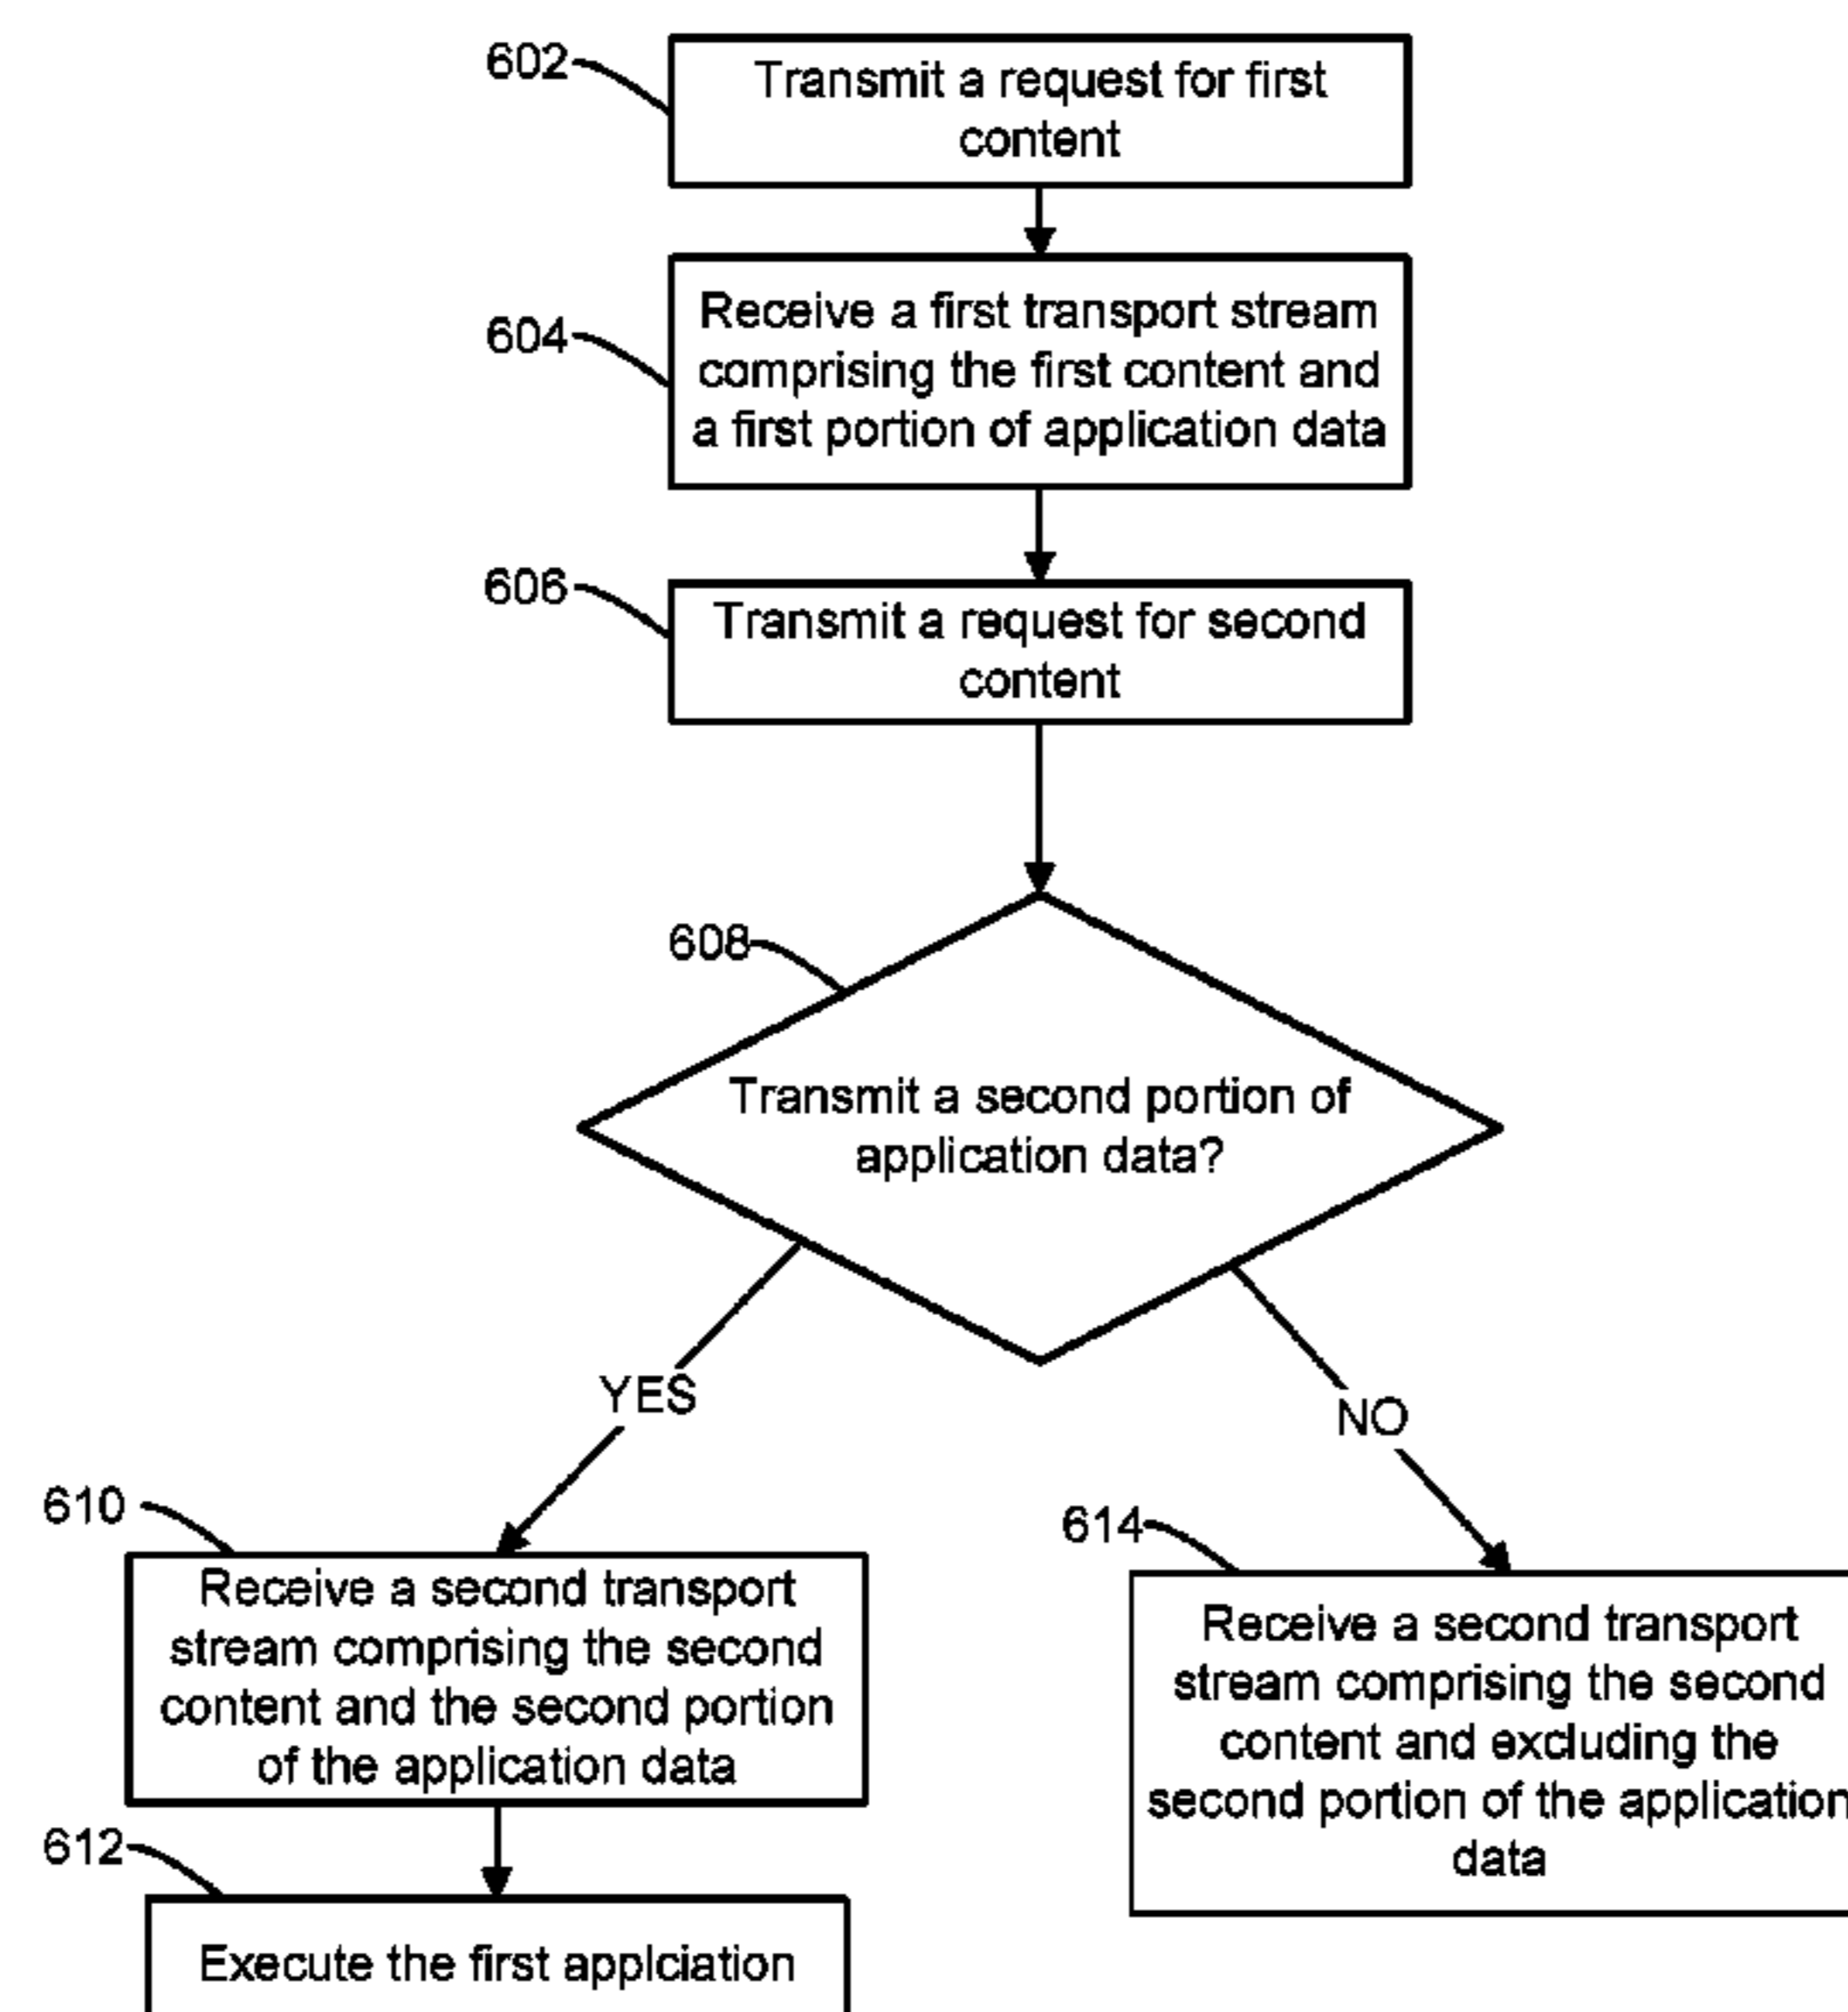 602
Transmit a request for first
content
604
Receive a first transport stream
comprising the first content and
a first portion of application data
606
Transmit a request for second
content
608
Transmit a second portion of
application data?
YES
NO
610
Receive a second transport
stream comprising the second
content and the second portion
of the application data
614
Receive a second transport
stream comprising the second
content and excluding the
second portion of the application
data
612
Execute the first applciation